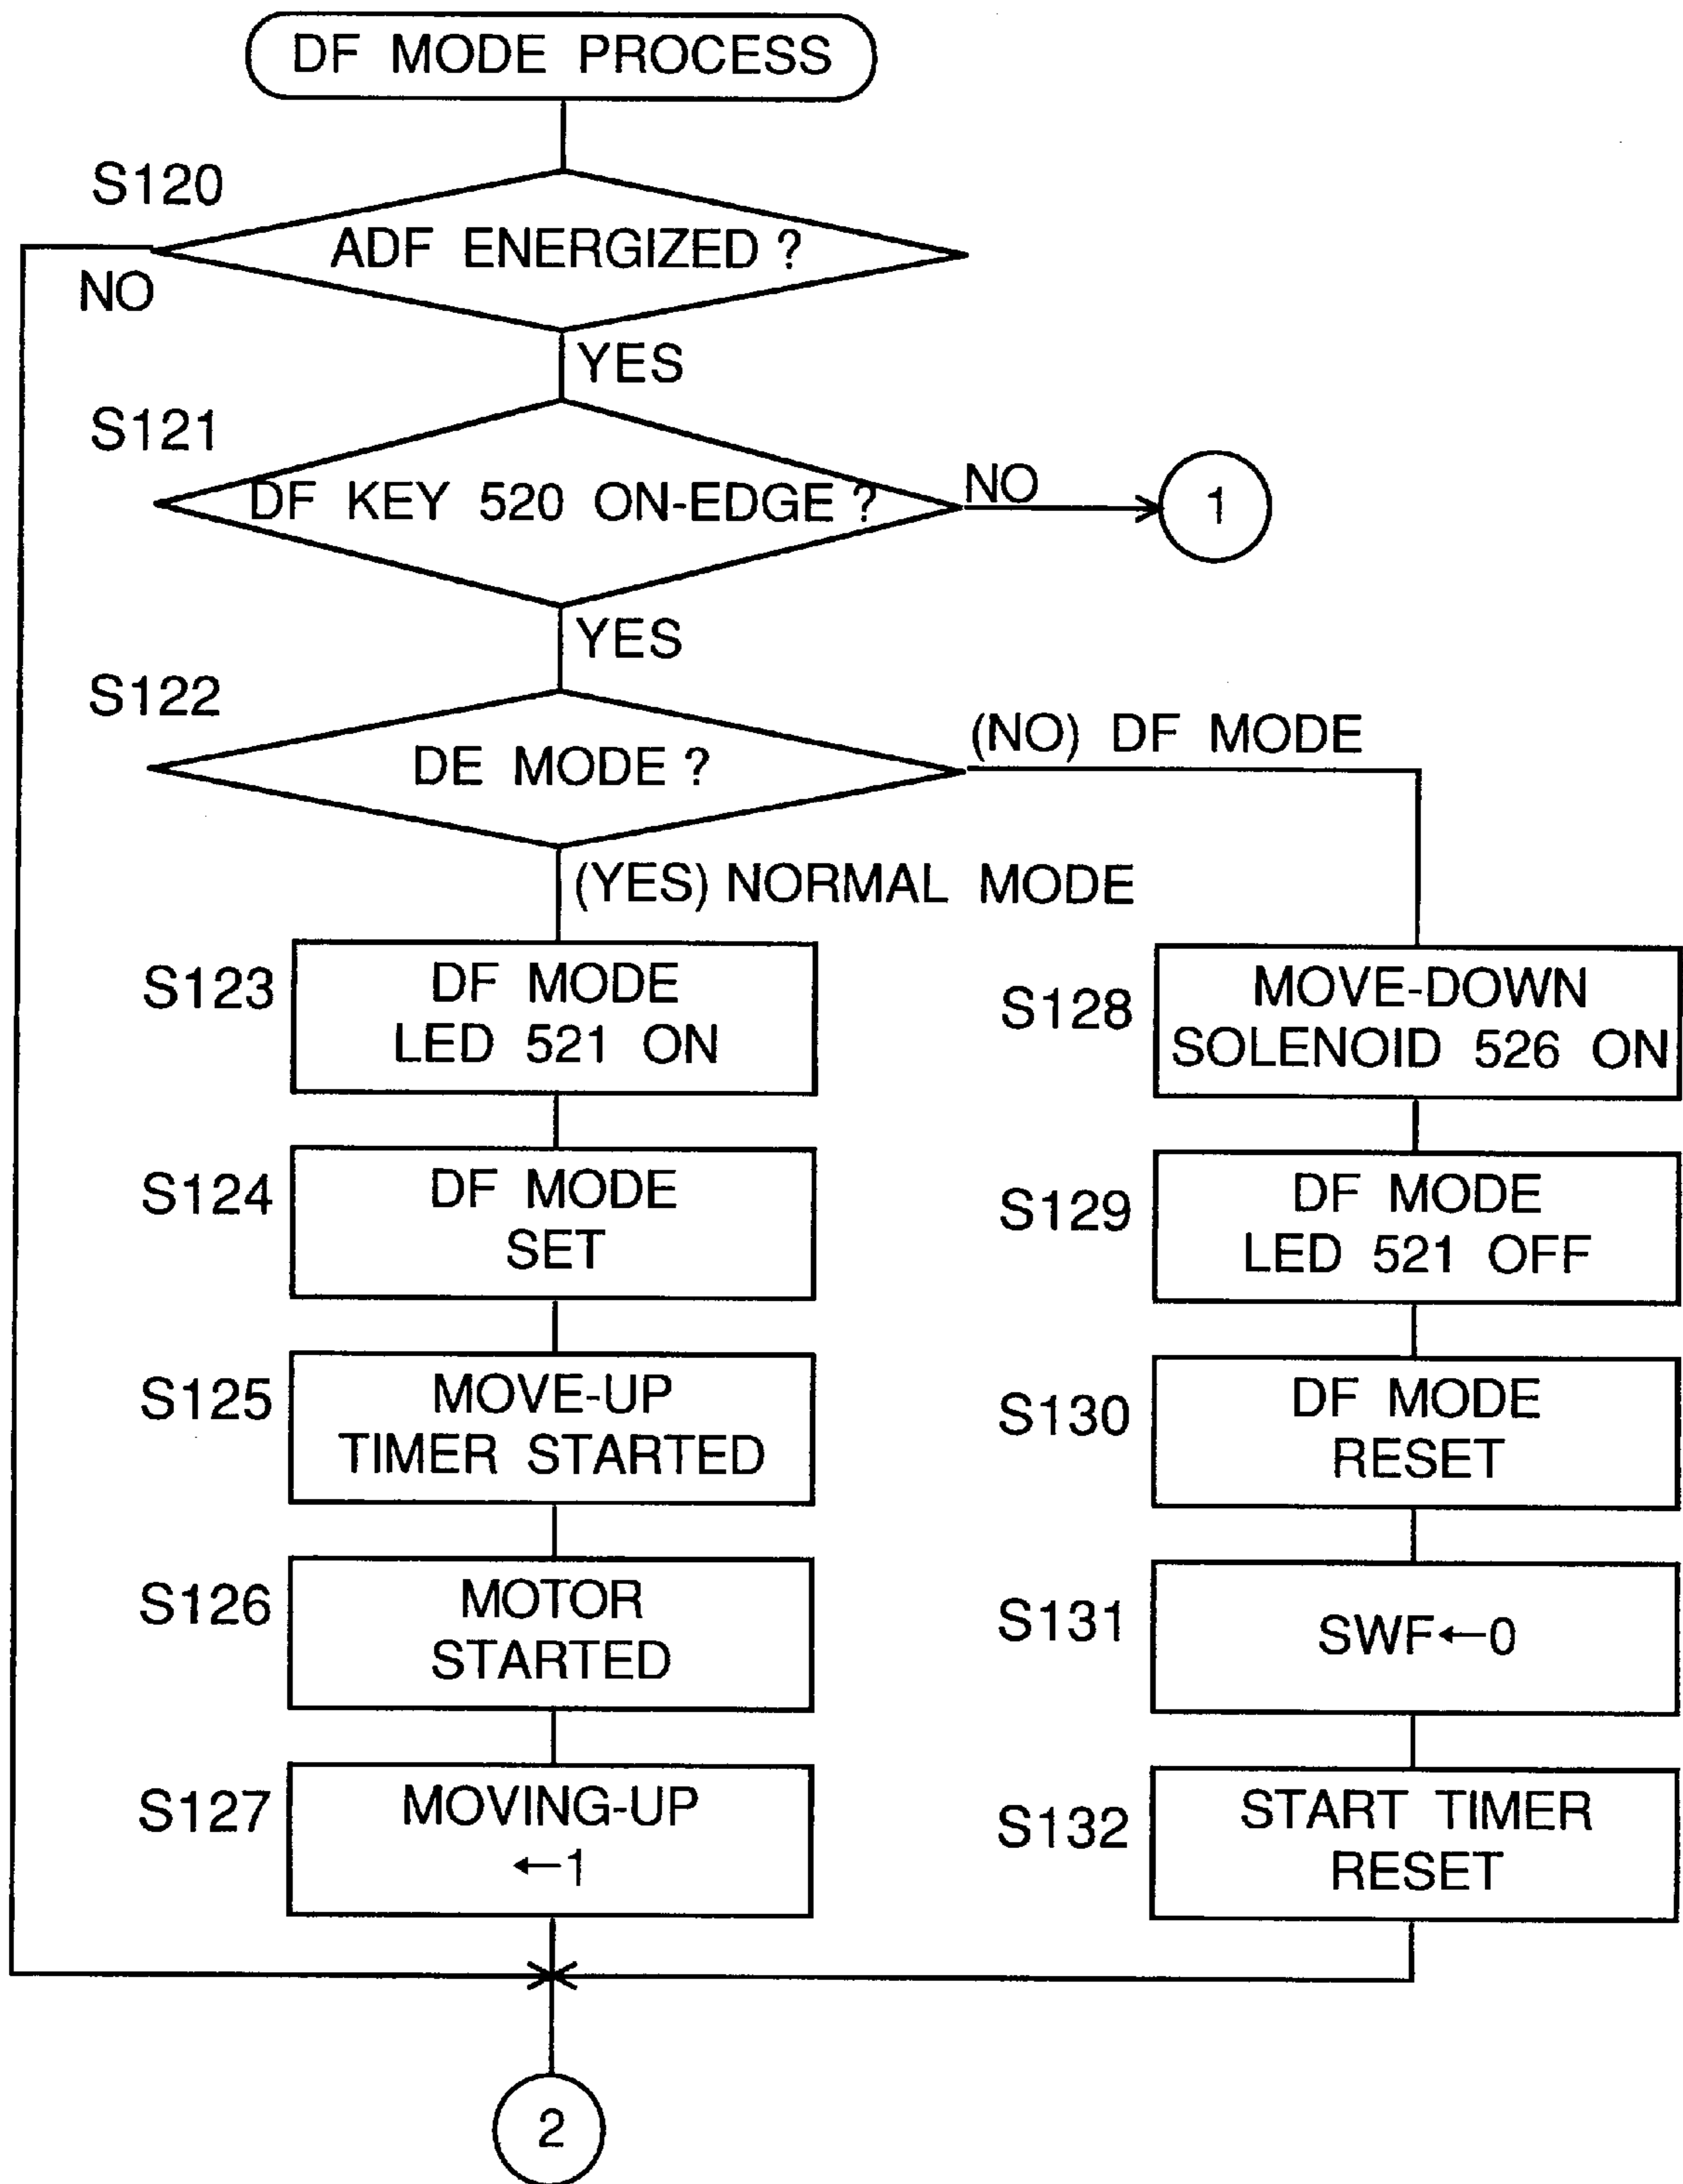 DF MODE PROCESS
S120
ADF ENERGIZED ?
NO
YES
S121
DF KEY 520 ON-EDGE ?
NO
1
YES
S122
DE MODE ?
(NO) DF MODE
(YES) NORMAL MODE
S123
DF MODE
LED 521 ON
S124
DF MODE
SET
S125
MOVE-UP
TIMER STARTED
S126
MOTOR
STARTED
S127
MOVING-UP
←1
S128
MOVE-DOWN
SOLENOID 526 ON
S129
DF MODE
LED 521 OFF
S130
DF MODE
RESET
S131
SWF←0
S132
START TIMER
RESET
2